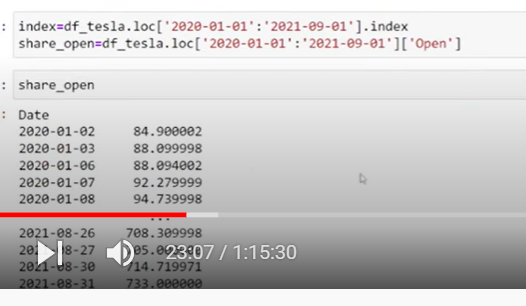 : index=df_tesla.loc['2020-01-01':'2021-09-01'].index
share_open=df_tesla.loc['2020-01-01':'2021-09-01']['Open']
: share_open
: Date
2020-01-02 84.900002
2020-01-03 88.099998
2020-01-06 88.094002
2020-01-07 92.279999
2020-01-08 94.739998
...
2021-08-26 708.309998
23:07 / 1:15:30
2021-08-30 714.719971
2021-08-31 733.000000